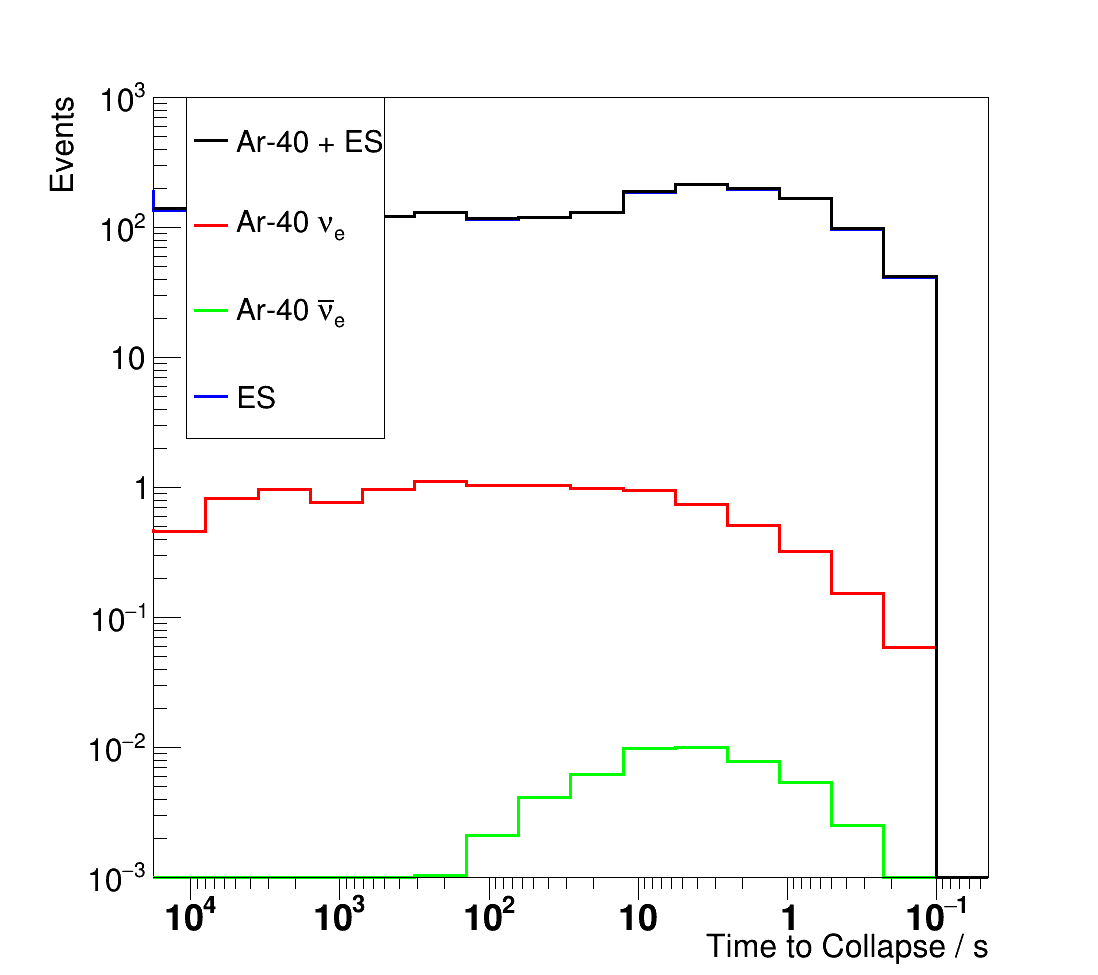 Events
10³
10²
10
1
10⁻¹
10⁻²
10⁻³
Ar-40 + ES
Ar-40 νₑ
Ar-40 ν̅ₑ
ES
10⁴ 10³ 10² 10 1 10⁻¹
Time to Collapse / s